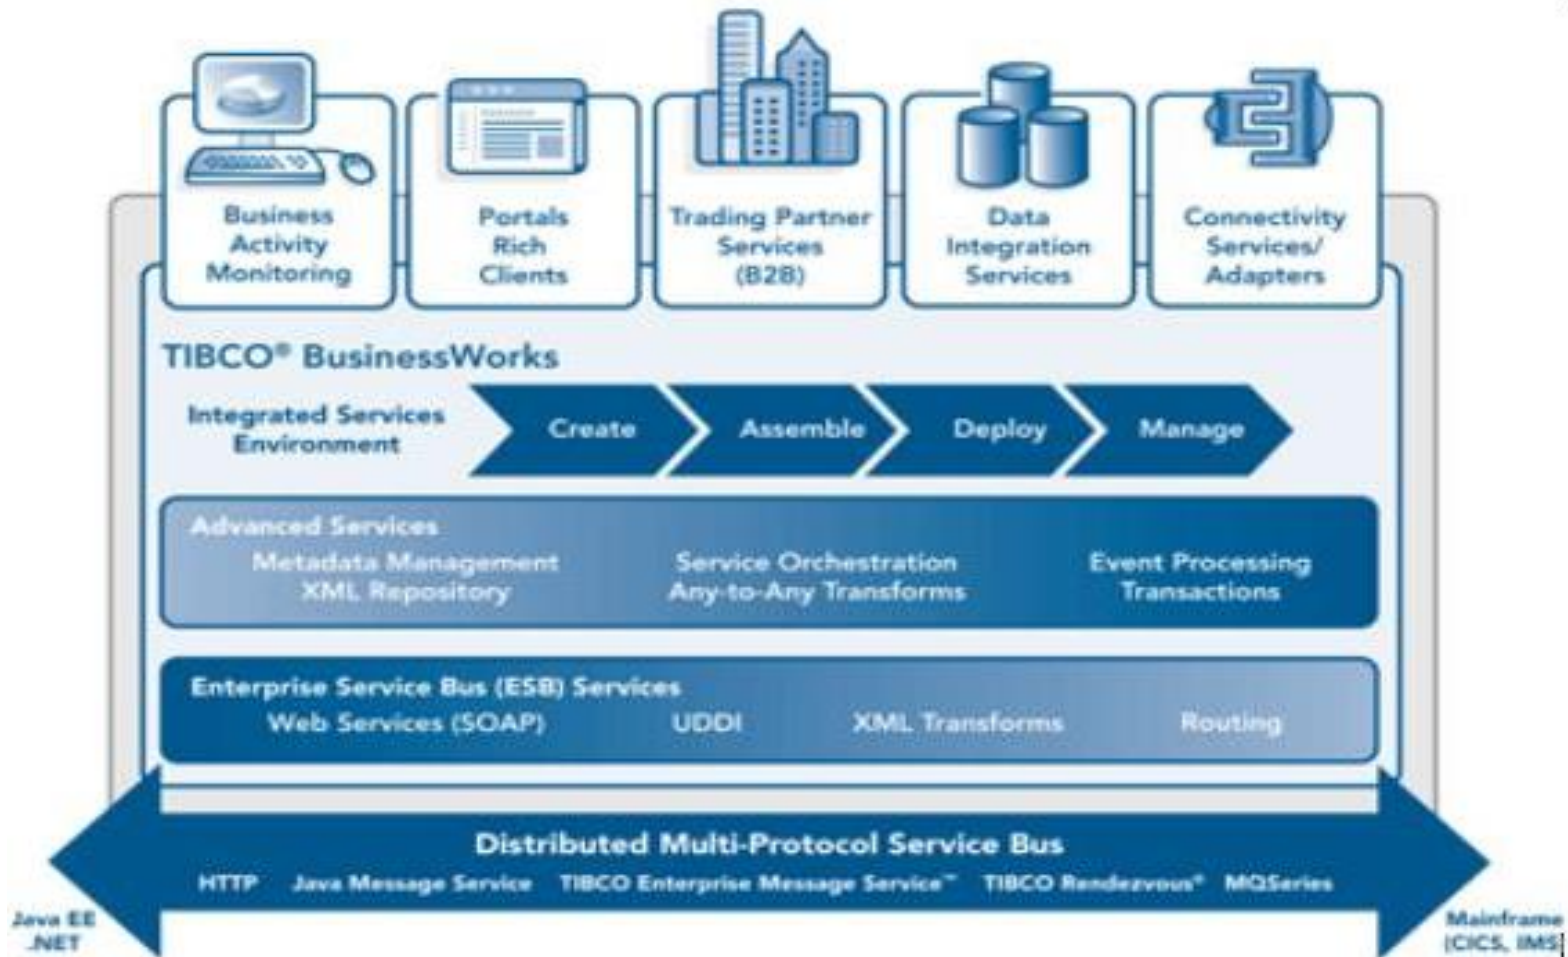 Business
Activity
Monitoring
Portals
Rich
Clients
Trading Partner
Services
(B2B)
Data
Integration
Services
Connectivity
Services/
Adapters
TIBCO® BusinessWorks
Integrated Services
Environment
Create
Assemble
Deploy
Manage
Advanced Services
Metadata Management
XML Repository
Service Orchestration
Any-to-Any Transforms
Event Processing
Transactions
Enterprise Service Bus (ESB) Services
Web Services (SOAP)
UDDI
XML Transforms
Routing
Distributed Multi-Protocol Service Bus
HTTP
Java Message Service
TIBCO Enterprise Message Service™
TIBCO Rendezvous®
MQSeries
Java EE
.NET
Mainframe
(CICS, IMS)